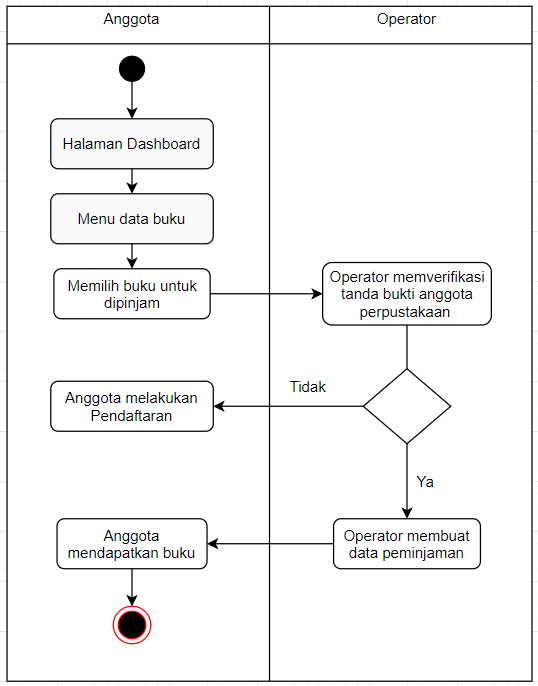 Anggota
Operator
Halaman Dashboard
Menu data buku
Memilih buku untuk
dipinjam
Operator memverifikasi
tanda bukti anggota
perpustakaan
Tidak
Anggota melakukan
Pendaftaran
Ya
Operator membuat
data peminjaman
Anggota
mendapatkan buku